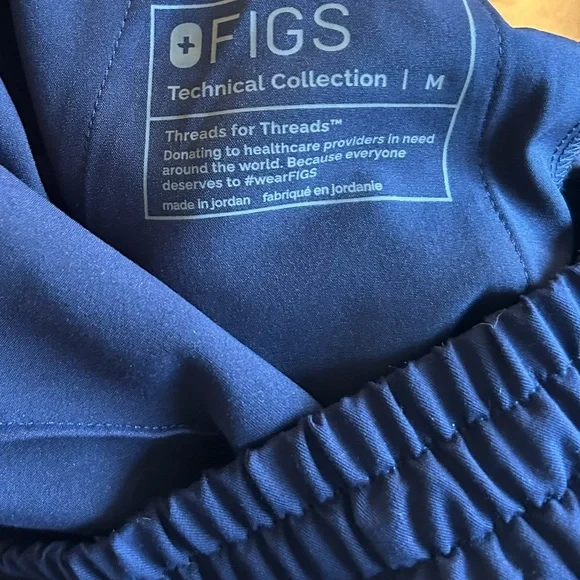 FIGS
Technical Collection | M
Threads for Threads™
Donating to healthcare providers in need
around the world. Because everyone
deserves to #wearFIGS
made in jordan fabriqué en jordanie